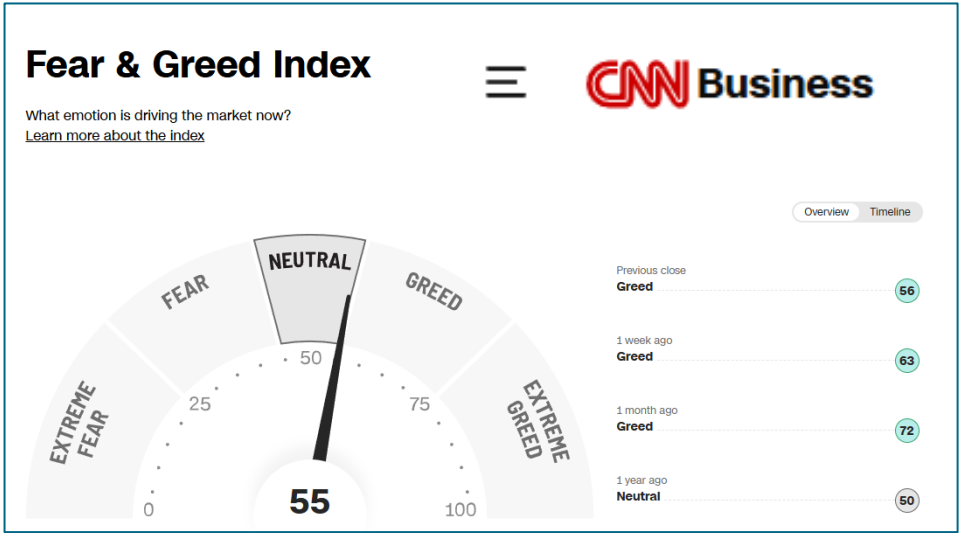 Fear & Greed Index
CNN Business
What emotion is driving the market now?
Learn more about the index
Overview Timeline
EXTREME
FEAR
FEAR
NEUTRAL
GREED
EXTREME
GREED
0
25
50
75
100
55
Previous close
Greed 56
1 week ago
Greed 63
1 month ago
Greed 72
1 year ago
Neutral 50